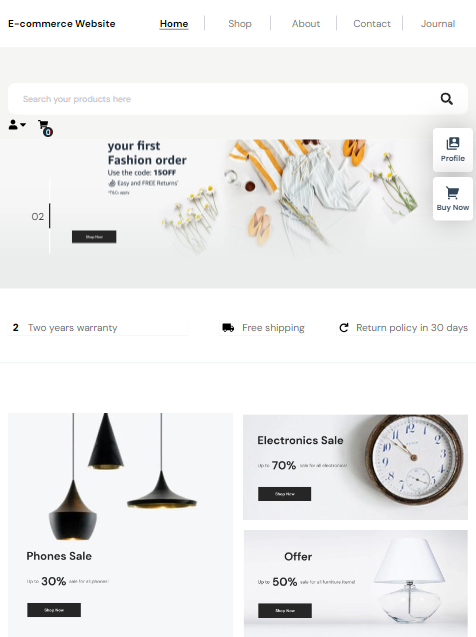 E-commerce Website
Home
Shop
About
Contact
Journal
Search your products here
0
Profile
Buy Now
your first
Fashion order
Use the code: 15OFF
Easy and FREE Returns*
*T&Cs apply
02
Shop Now
2 Two years warranty
Free shipping
Return policy in 30 days
Phones Sale
Up to 30% sale for all phones!
Shop Now
Electronics Sale
Up to 70% sale for all electronics!
Shop Now
Offer
Up to 50% sale for all furniture items!
Shop Now